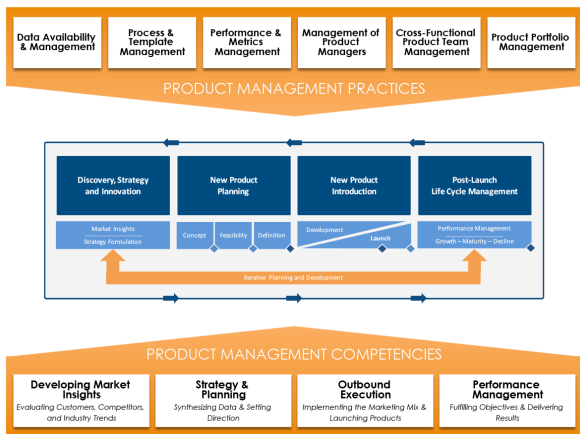 Data Availability
& Management
Process &
Template
Management
Performance &
Metrics
Management
Management of
Product
Managers
Cross-Functional
Product Team
Management
Product Portfolio
Management
PRODUCT MANAGEMENT PRACTICES
Discovery, Strategy
and Innovation
New Product
Planning
New Product
Introduction
Post-Launch
Life Cycle Management
Market Insights
Strategy Formulation
Concept
Feasibility
Definition
Development
Launch
Performance Management
Growth – Maturity – Decline
Iterative Planning and Development
PRODUCT MANAGEMENT COMPETENCIES
Developing Market
Insights
Evaluating Customers, Competitors,
and Industry Trends
Strategy &
Planning
Synthesizing Data & Setting
Direction
Outbound
Execution
Implementing the Marketing Mix &
Launching Products
Performance
Management
Fulfilling Objectives & Delivering
Results